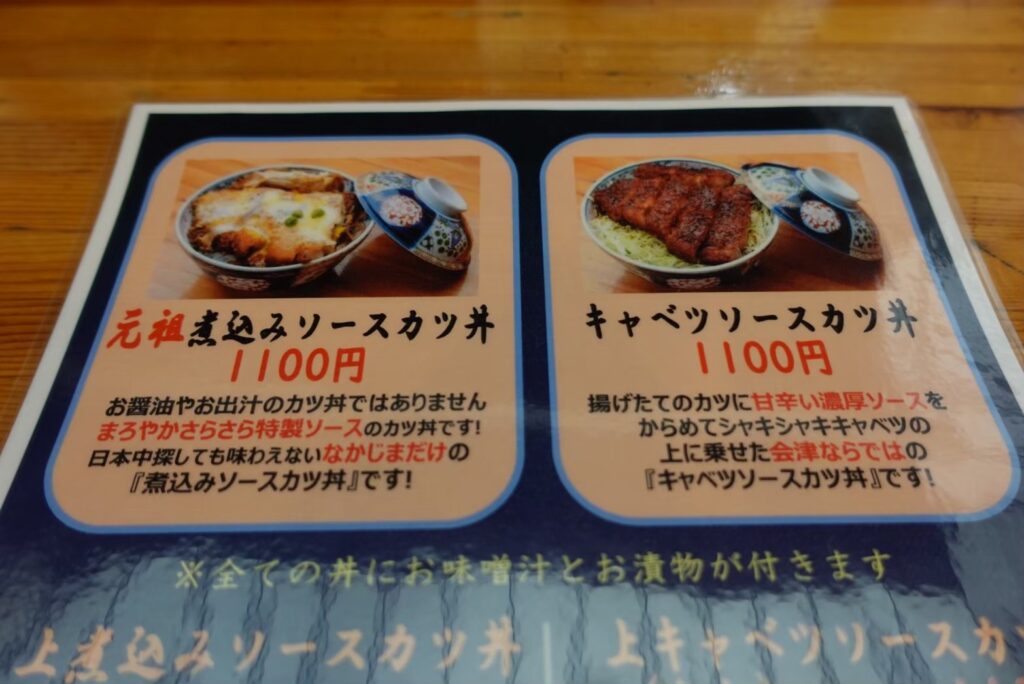 元祖煮込みソースカツ丼
1100円
お醤油やお出汁のカツ丼ではありません
まろやかさらさら特製ソースのカツ丼です!
日本中探しても味わえないなかじまだけの
『煮込みソースカツ丼』です!
キャベツソースカツ丼
1100円
揚げたてのカツに甘辛い濃厚ソースを
からめてシャキシャキキャベツの
上に乗せた会津ならではの
『キャベツソースカツ丼』です!
※全ての丼にお味噌汁とお漬物が付きます
上煮込みソースカツ丼
上キャベツソースカ